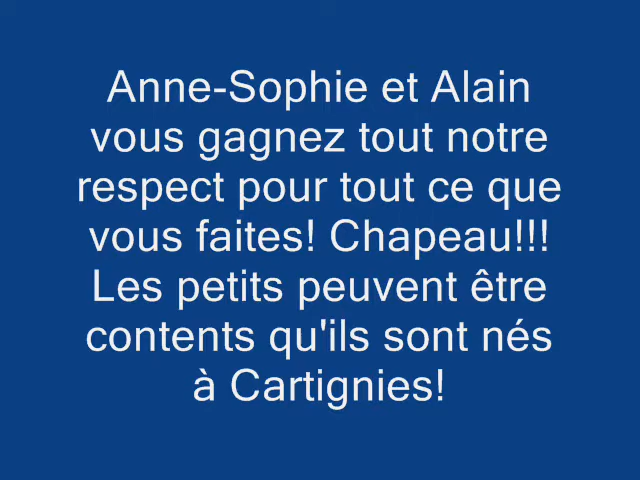 Anne-Sophie et Alain
vous gagnez tout notre
respect pour tout ce que
vous faites! Chapeau!!!
Les petits peuvent être
contents qu'ils sont nés
à Cartignies!